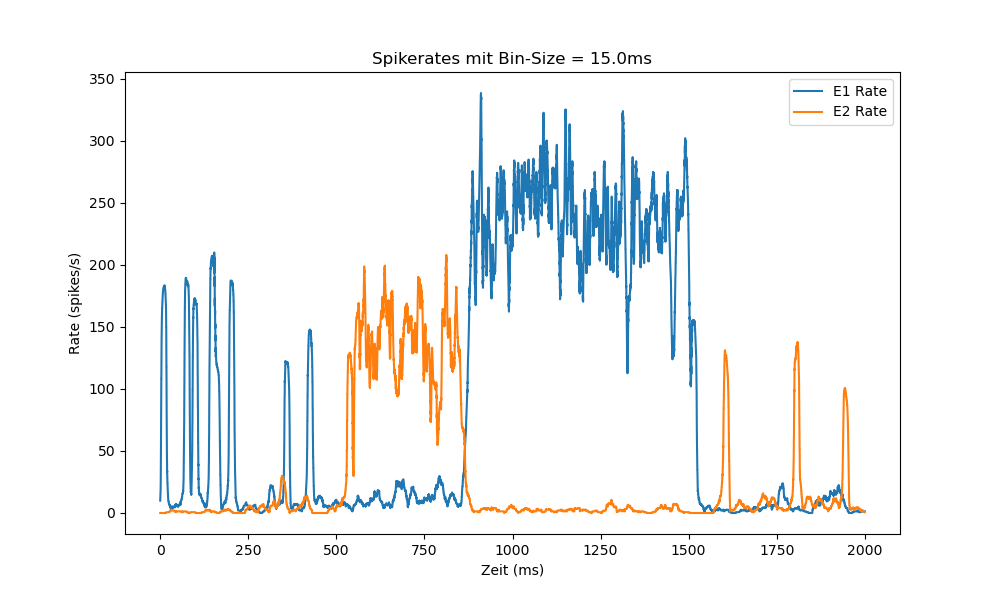 Spikerates mit Bin-Size = 15.0ms
E1 Rate
E2 Rate
Rate (spikes/s)
350
300
250
200
150
100
50
0
0 250 500 750 1000 1250 1500 1750 2000
Zeit (ms)